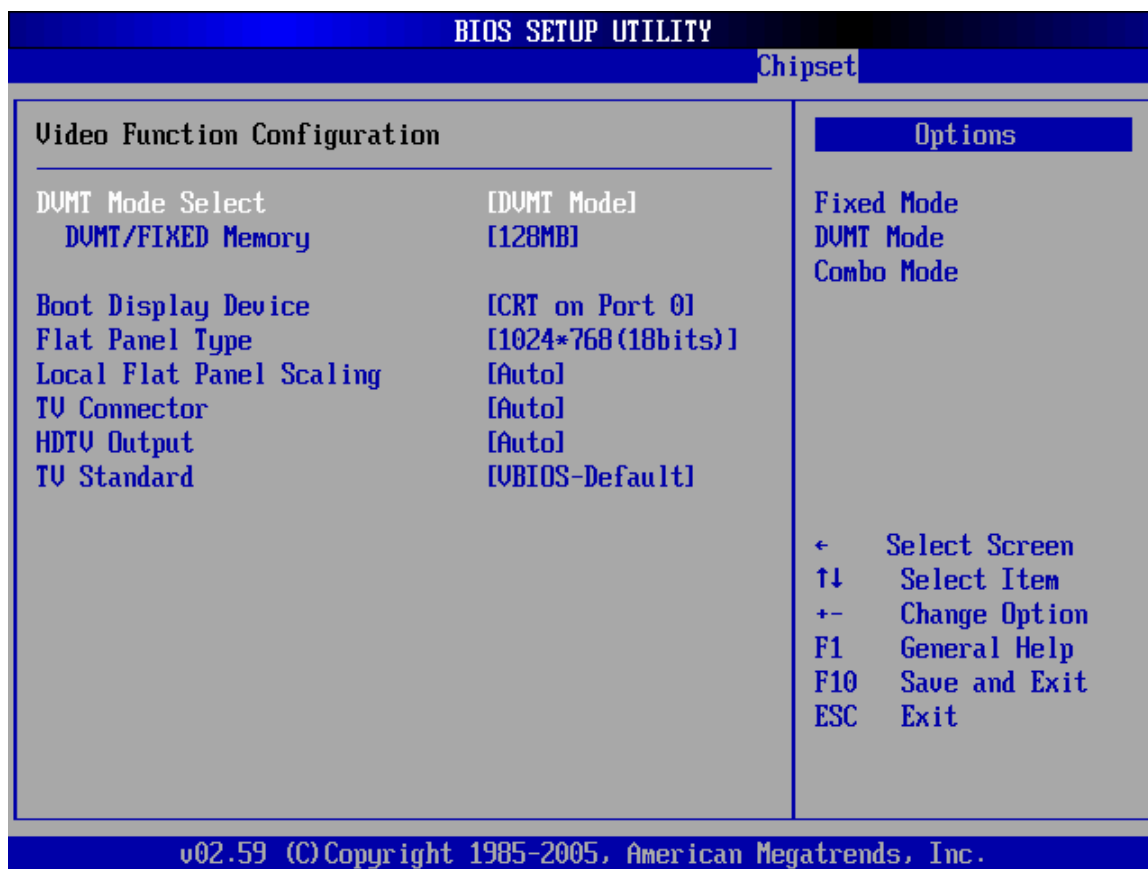 BIOS SETUP UTILITY
Chipset
Video Function Configuration
DVMT Mode Select [DVMT Mode]
DVMT/FIXED Memory [128MB]
Boot Display Device [CRT on Port 0]
Flat Panel Type [1024*768(18bits)]
Local Flat Panel Scaling [Auto]
TV Connector [Auto]
HDTV Output [Auto]
TV Standard [VBIOS-Default]
Options
Fixed Mode
DVMT Mode
Combo Mode
← Select Screen
↑↓ Select Item
+- Change Option
F1 General Help
F10 Save and Exit
ESC Exit
v02.59 (C)Copyright 1985-2005, American Megatrends, Inc.